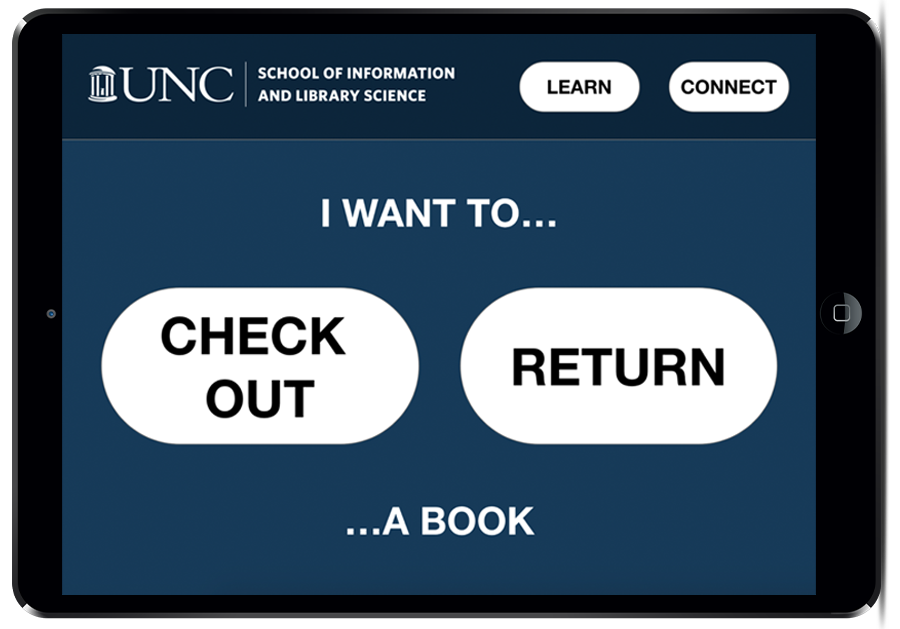 UNC
SCHOOL OF INFORMATION
AND LIBRARY SCIENCE
LEARN
CONNECT
I WANT TO...
CHECK
OUT
RETURN
...A BOOK